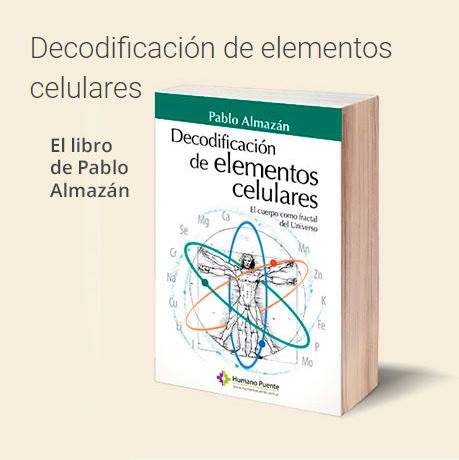 Decodificación de elementos
celulares
El libro
de Pablo
Almazán
Pablo Almazán
Decodificación
de elementos
celulares
El cuerpo como fractal
del Universo
Ca
Mg
Se
Cr
Na
Cu
Li
I
Mn
Zn
K
Fe
F
P
Humano Puente